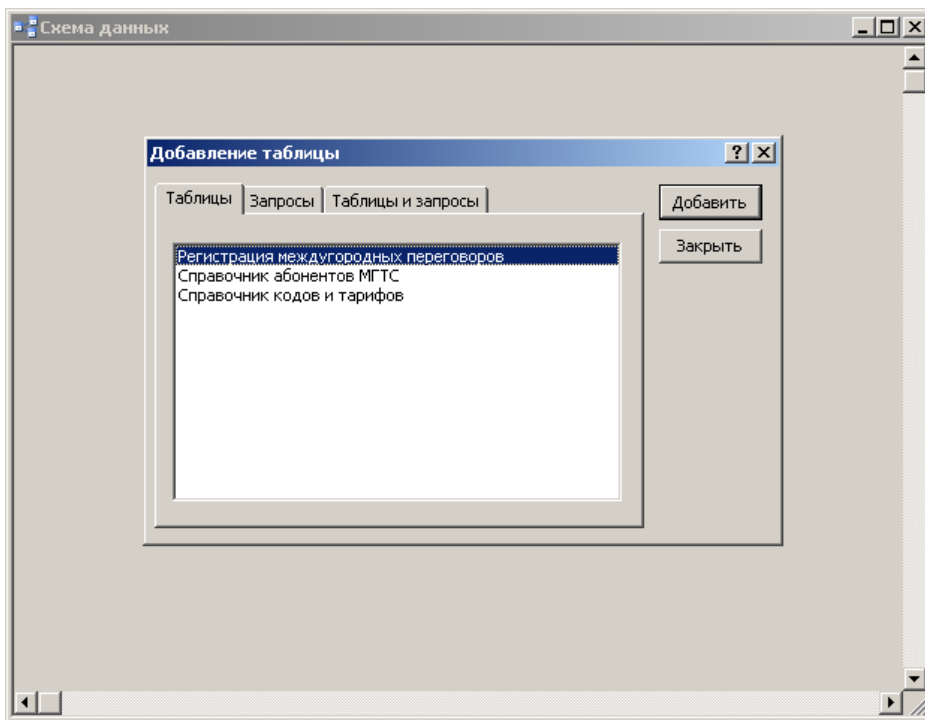 Схема данных
Добавление таблицы
Таблицы Запросы Таблицы и запросы
Добавить
Закрыть
Регистрация междугородных переговоров
Справочник абонентов МГТС
Справочник кодов и тарифов